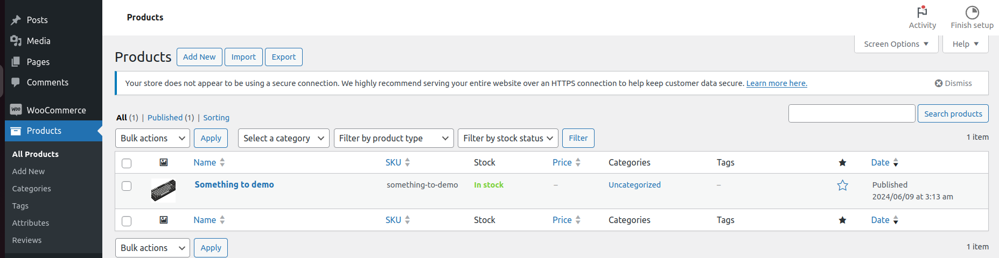 Posts
Media
Pages
Comments
Woo WooCommerce
Products
All Products
Add New
Categories
Tags
Attributes
Reviews
Products
Activity
Finish setup
Screen Options
Help
Products Add New Import Export
Your store does not appear to be using a secure connection. We highly recommend serving your entire website over an HTTPS connection to help keep customer data secure. Learn more here. Dismiss
All (1) | Published (1) | Sorting
Search products
Bulk actions Apply Select a category Filter by product type Filter by stock status Filter 1 item
Name SKU Stock Price Categories Tags Date
Something to demo something-to-demo In stock – Uncategorized – Published
2024/06/09 at 3:13 am
Name SKU Stock Price Categories Tags Date
Bulk actions Apply 1 item